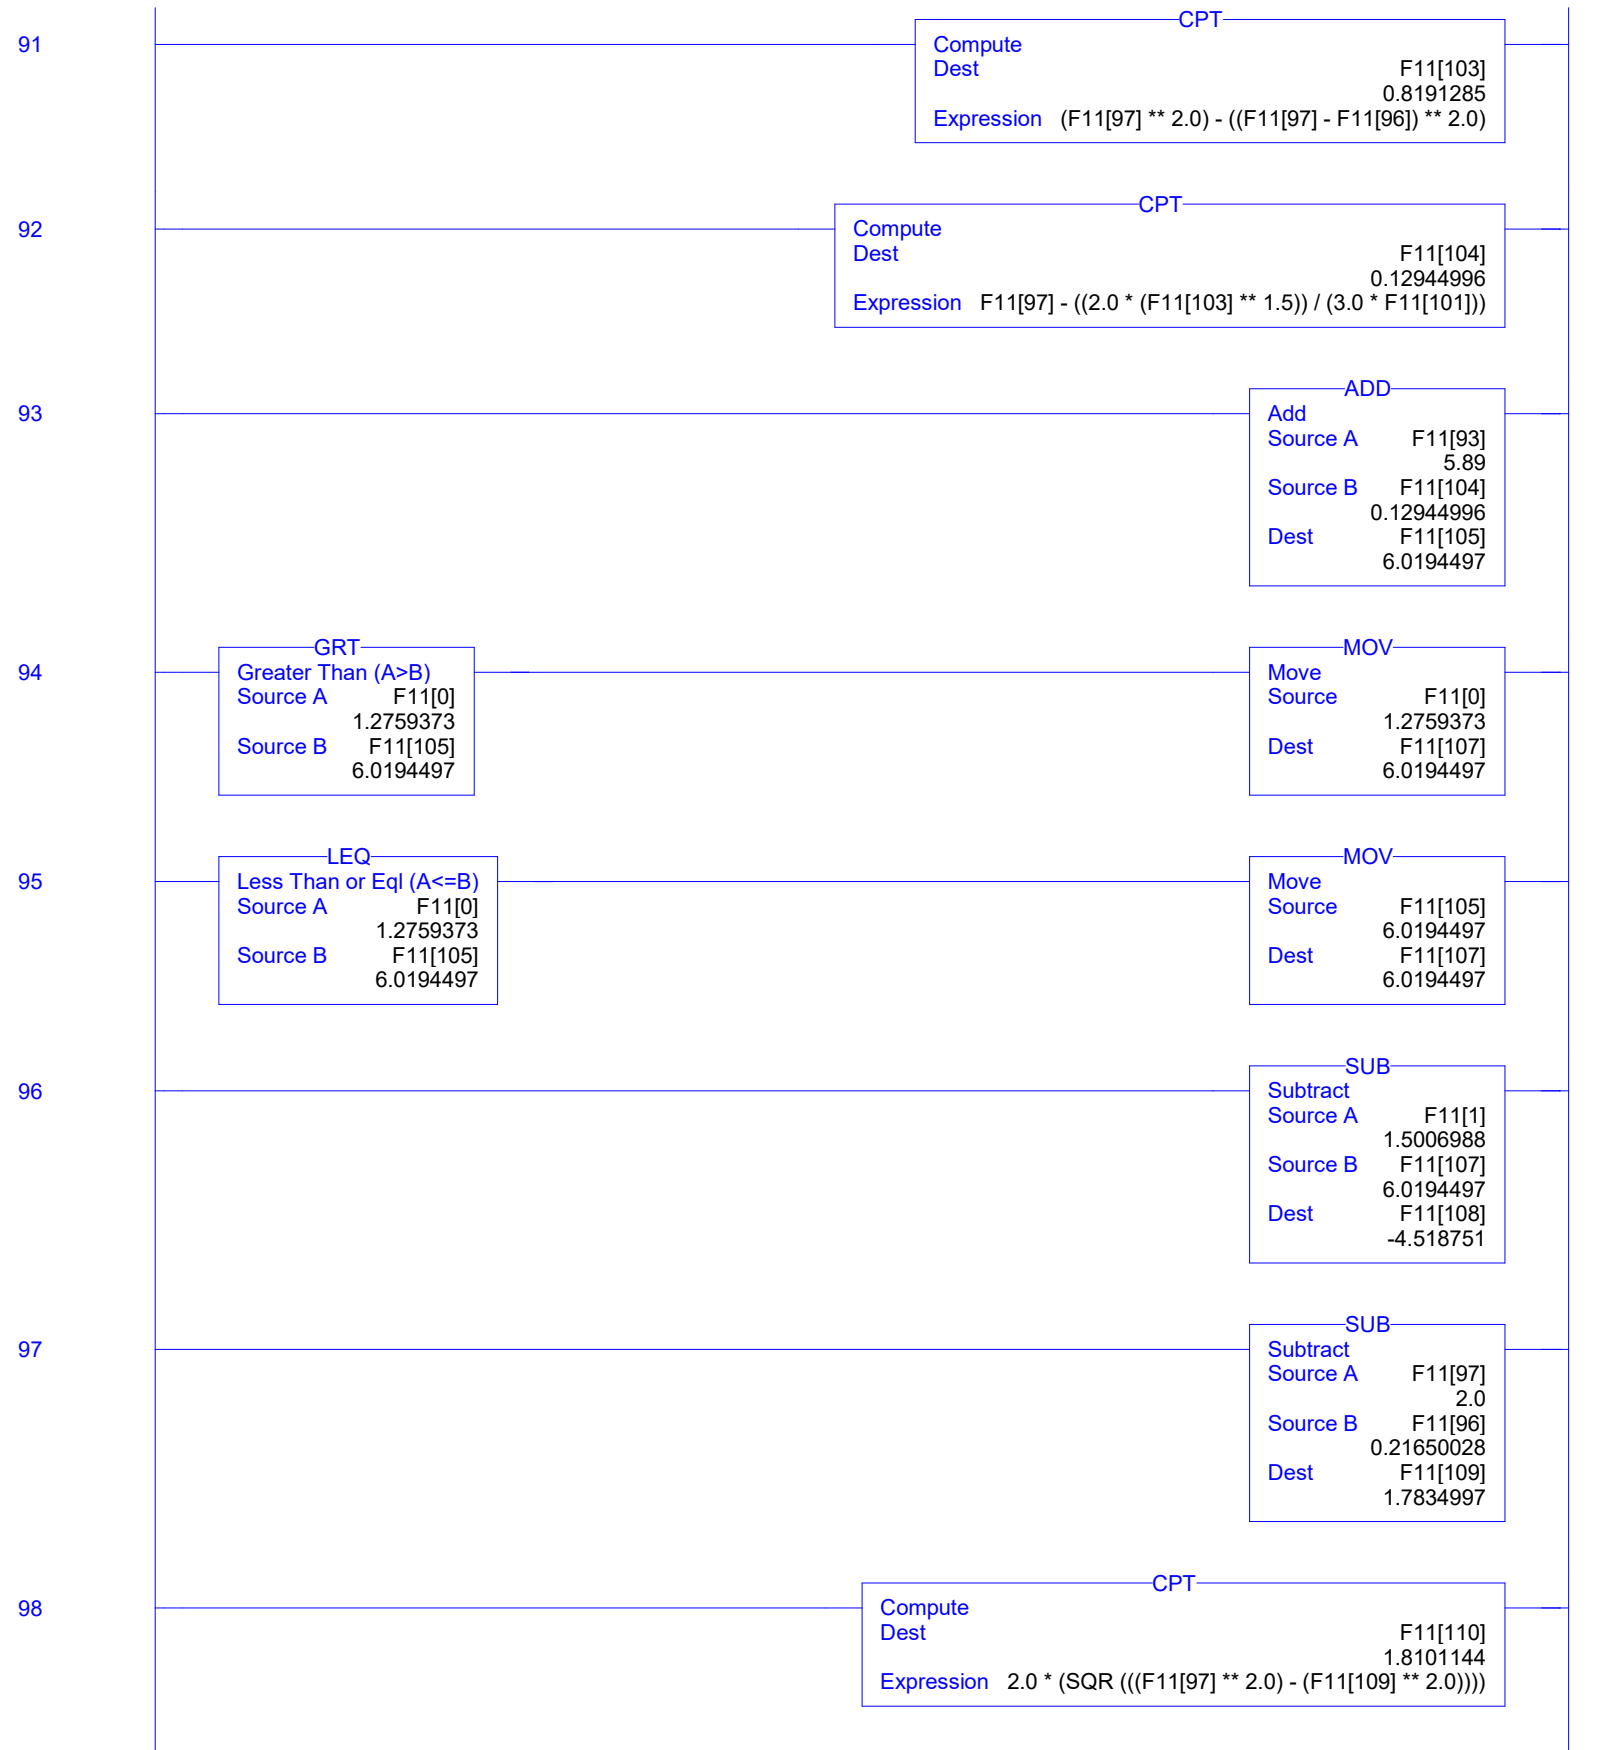 91
CPT
Compute
Dest F11[103]
0.8191285
Expression (F11[97] ** 2.0) - ((F11[97] - F11[96]) ** 2.0)
92
CPT
Compute
Dest F11[104]
0.12944996
Expression F11[97] - ((2.0 * (F11[103] ** 1.5)) / (3.0 * F11[101]))
93
ADD
Add
Source A F11[93]
5.89
Source B F11[104]
0.12944996
Dest F11[105]
6.0194497
94
GRT
Greater Than (A>B)
Source A F11[0]
1.2759373
Source B F11[105]
6.0194497
MOV
Move
Source F11[0]
1.2759373
Dest F11[107]
6.0194497
95
LEQ
Less Than or Eql (A<=B)
Source A F11[0]
1.2759373
Source B F11[105]
6.0194497
MOV
Move
Source F11[105]
6.0194497
Dest F11[107]
6.0194497
96
SUB
Subtract
Source A F11[1]
1.5006988
Source B F11[107]
6.0194497
Dest F11[108]
-4.518751
97
SUB
Subtract
Source A F11[97]
2.0
Source B F11[96]
0.21650028
Dest F11[109]
1.7834997
98
CPT
Compute
Dest F11[110]
1.8101144
Expression 2.0 * (SQR (((F11[97] ** 2.0) - (F11[109] ** 2.0))))